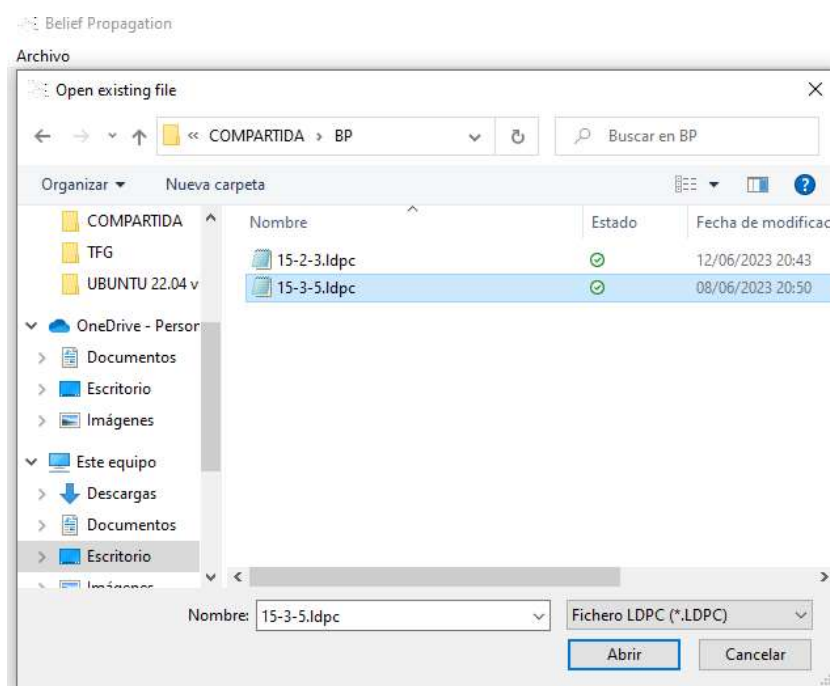 Belief Propagation
Archivo
Open existing file
« COMPARTIDA › BP
Buscar en BP
Organizar
Nueva carpeta
?
COMPARTIDA
TFG
UBUNTU 22.04 v
OneDrive - Person
Documentos
Escritorio
Imágenes
Este equipo
Descargas
Documentos
Escritorio
Imágenes
Nombre Estado Fecha de modificac
15-2-3.ldpc 12/06/2023 20:43
15-3-5.ldpc 08/06/2023 20:50
Nombre: 15-3-5.ldpc
Fichero LDPC (*.LDPC)
Abrir
Cancelar